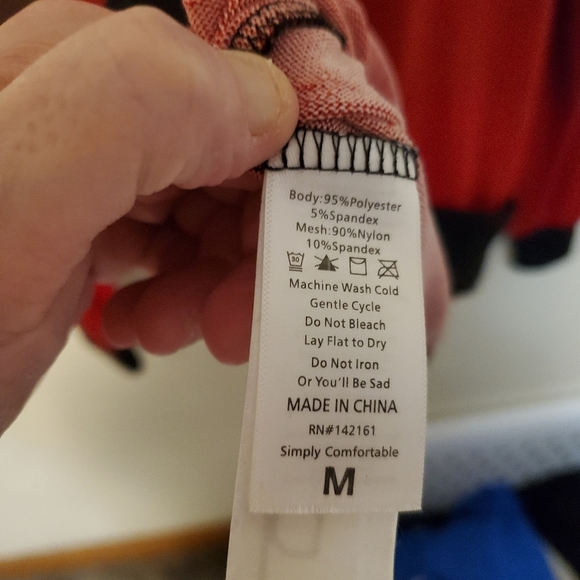 Body:95%Polyester
5%Spandex
Mesh:90%Nylon
10%Spandex
30
Machine Wash Cold
Gentle Cycle
Do Not Bleach
Lay Flat to Dry
Do Not Iron
Or You'll Be Sad
MADE IN CHINA
RN#142161
Simply Comfortable
M